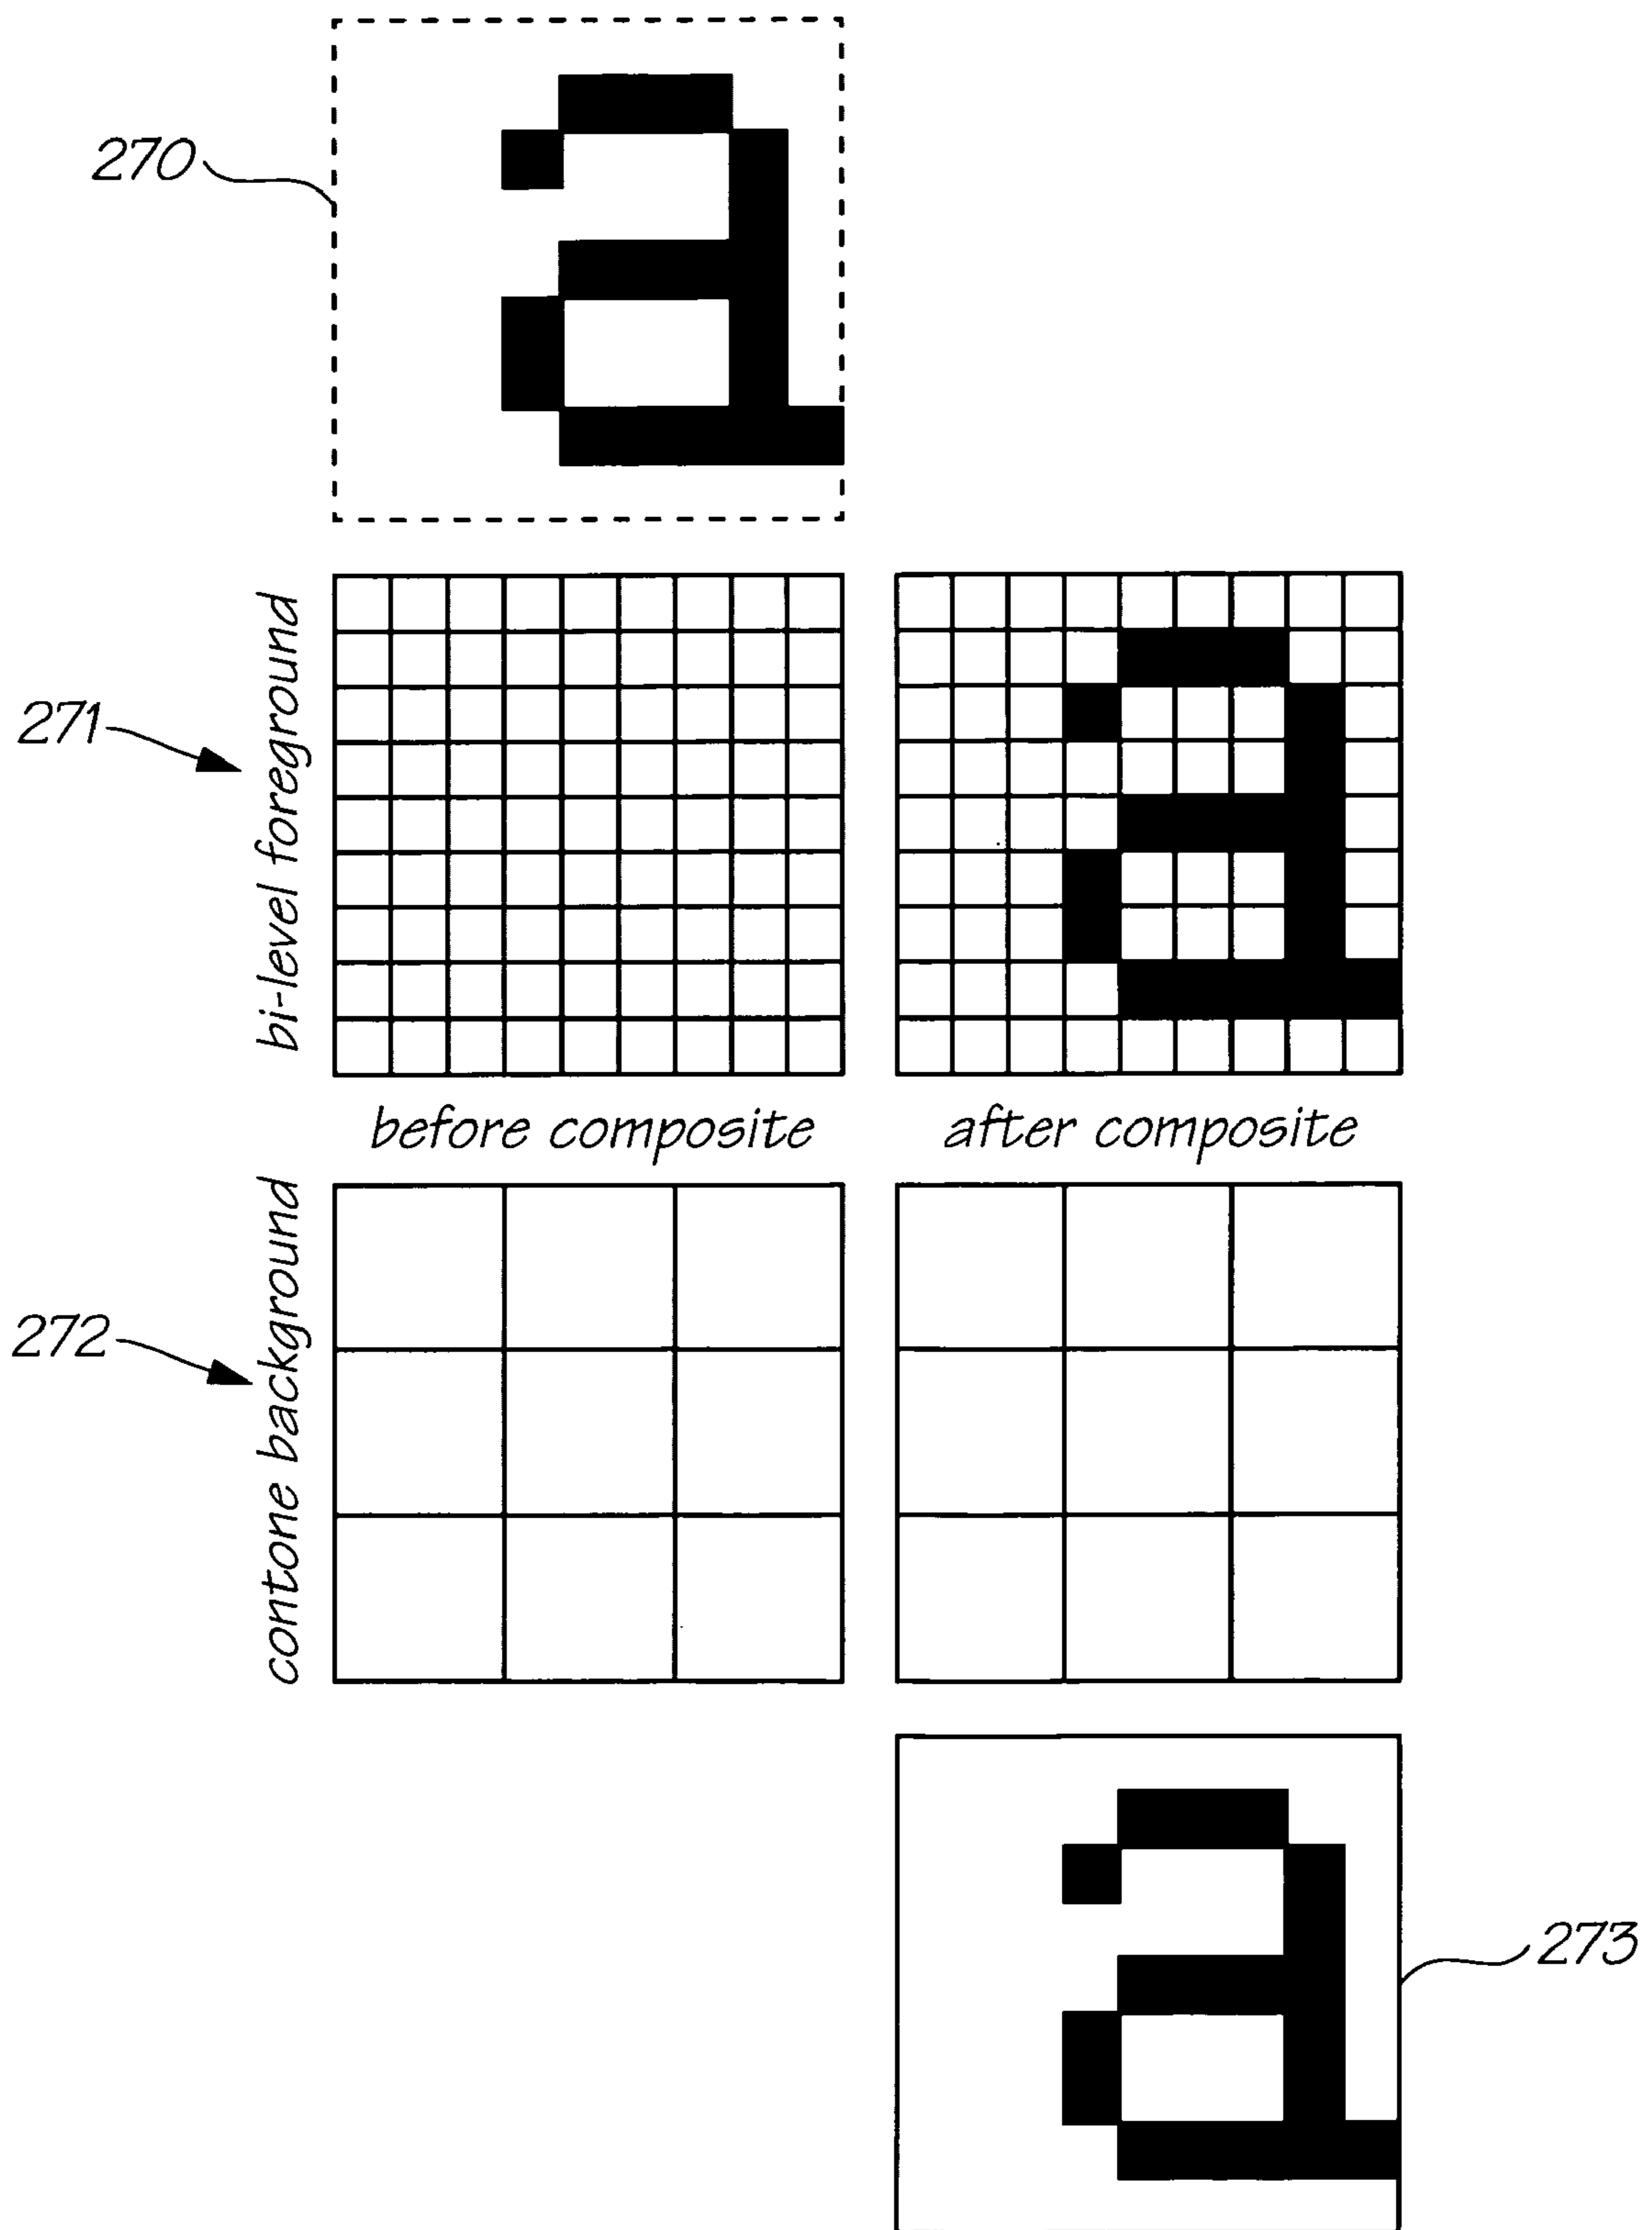 270
a
271
bi-level foreground
a
before composite
after composite
272
contone background
a
273